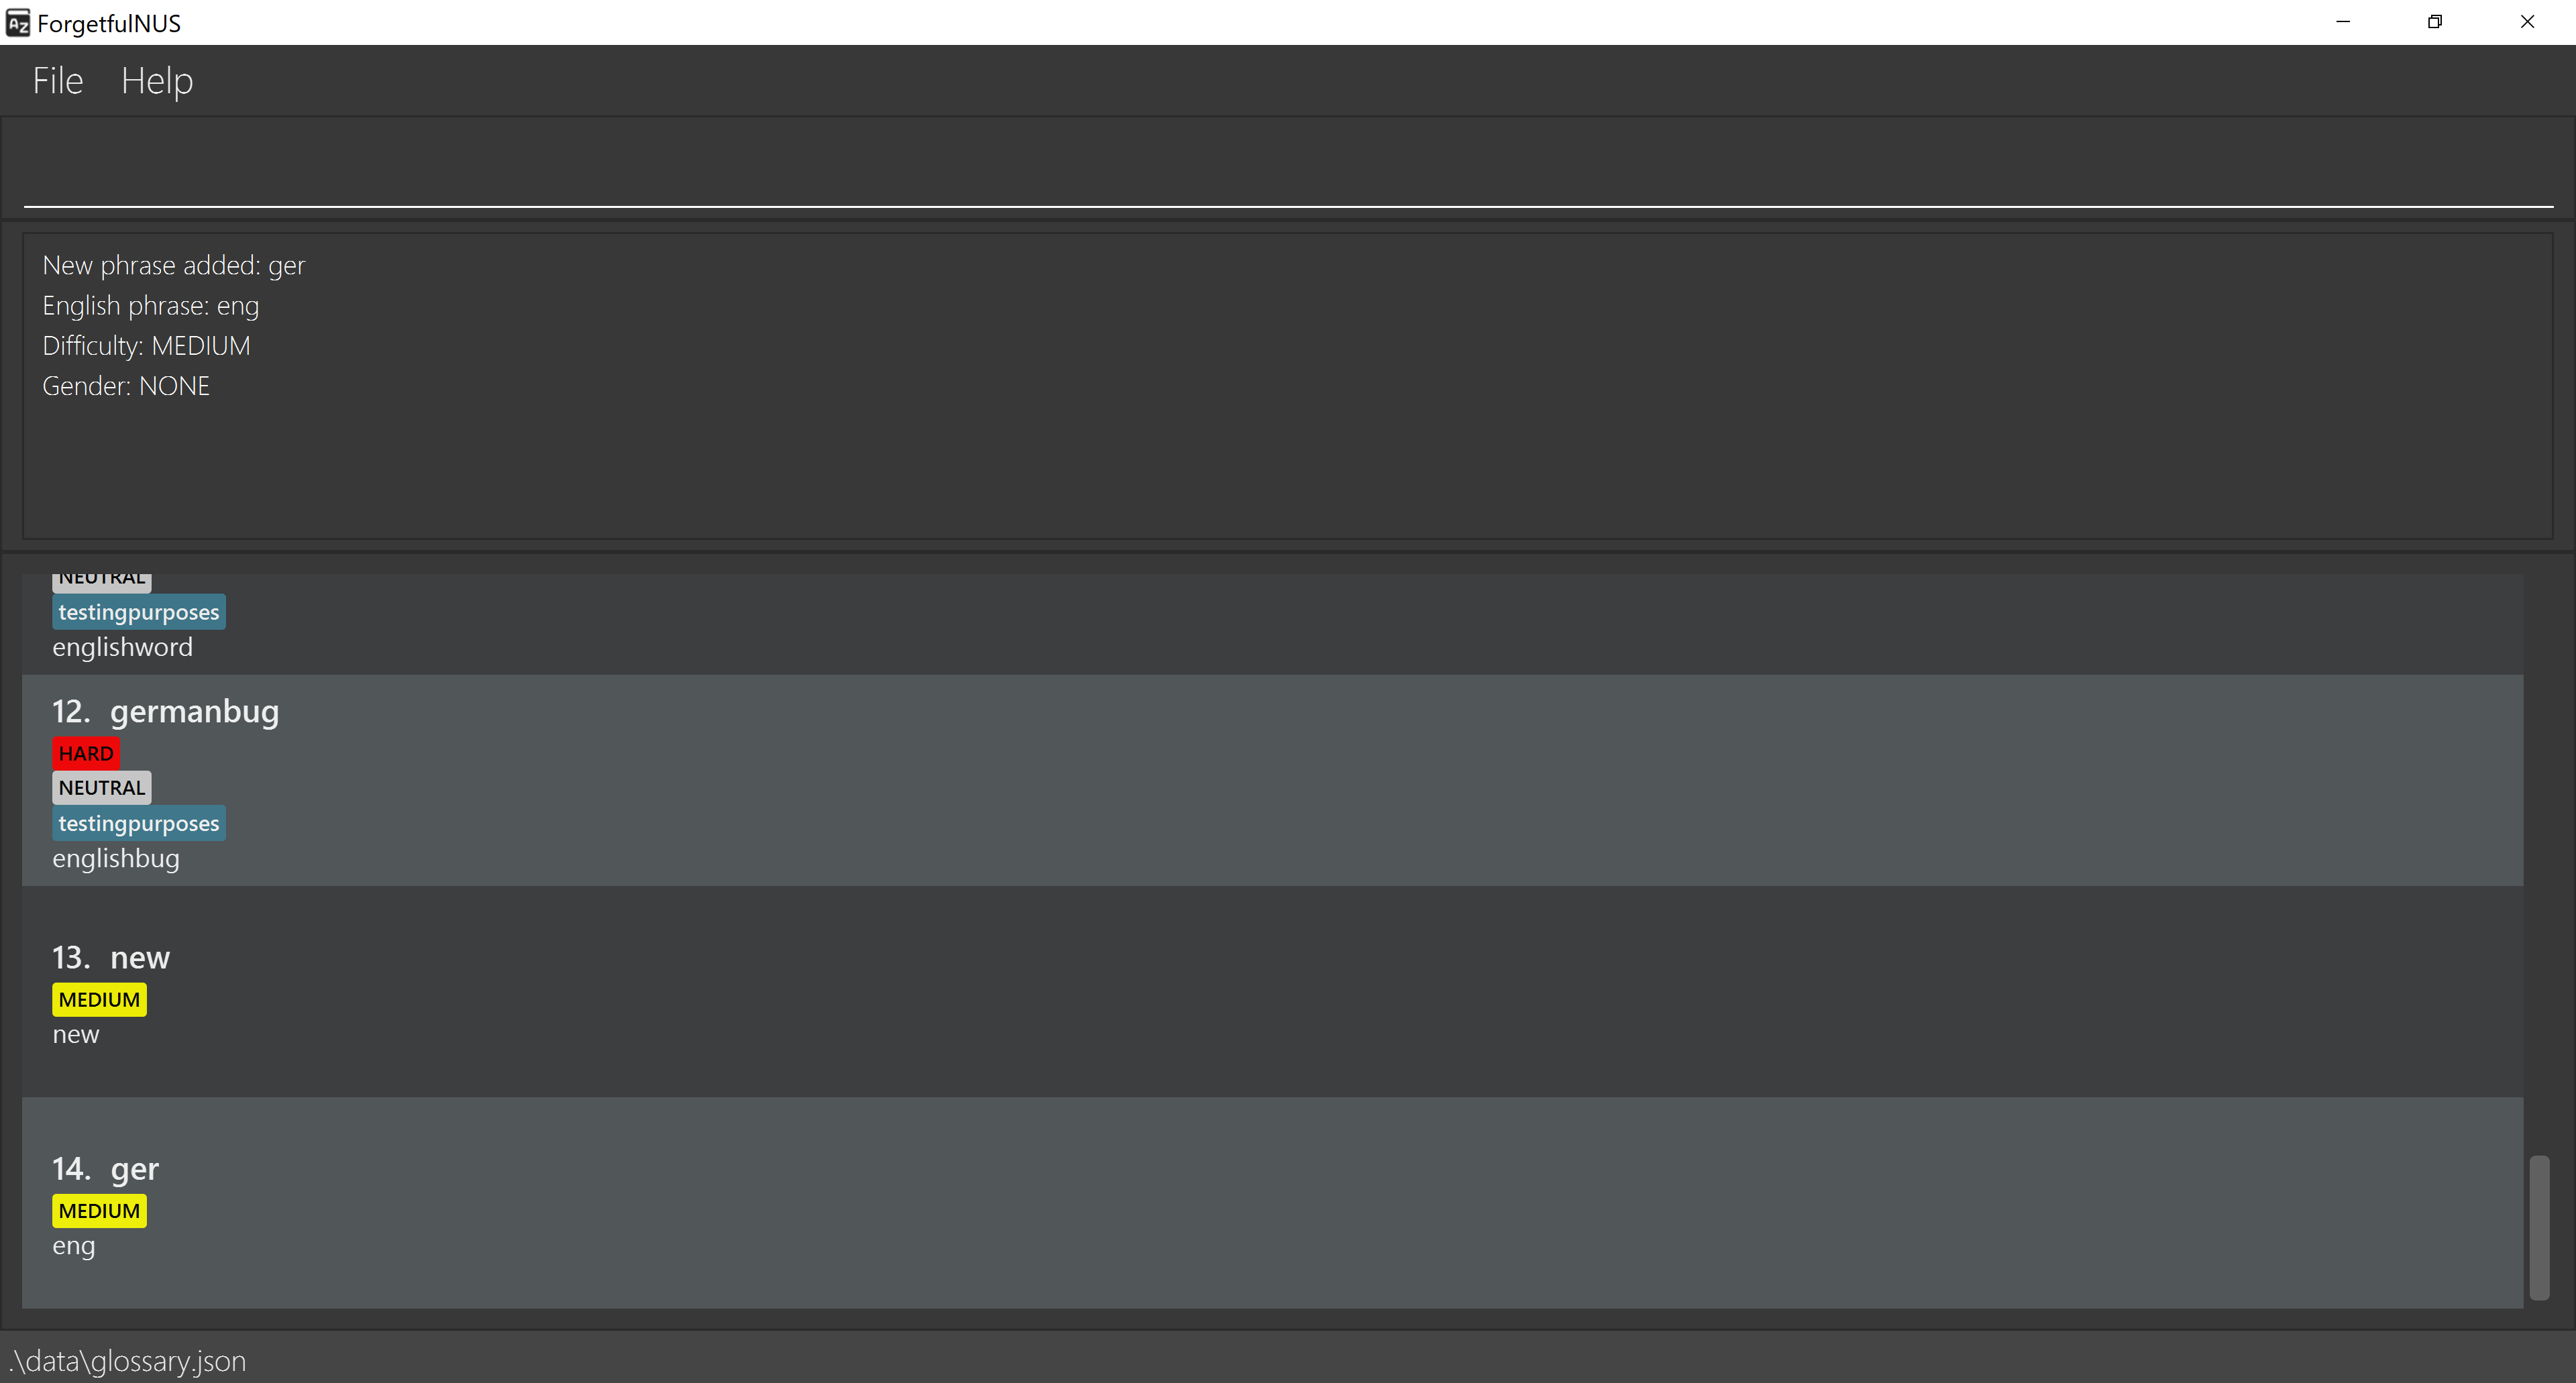 ForgetfulNUS
File Help
New phrase added: ger
English phrase: eng
Difficulty: MEDIUM
Gender: NONE
NEUTRAL
testingpurposes
englishword
12. germanbug
HARD
NEUTRAL
testingpurposes
englishbug
13. new
MEDIUM
new
14. ger
MEDIUM
eng
.\data\glossary.json